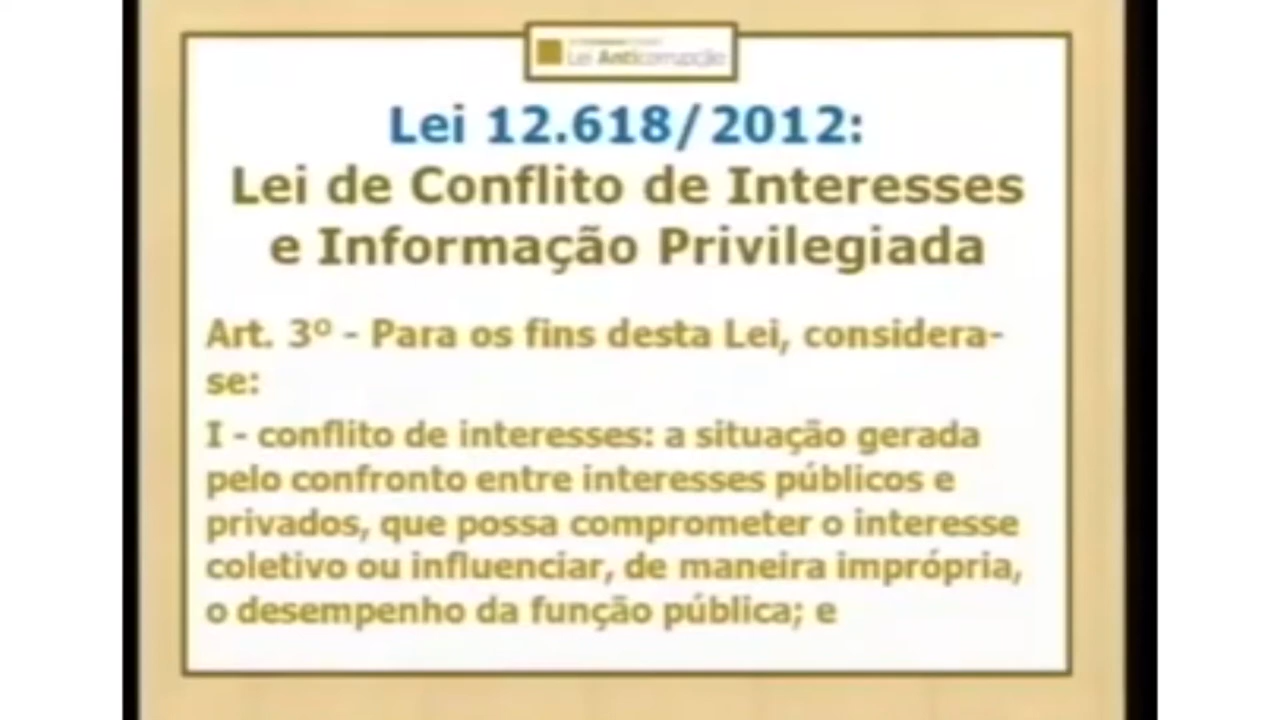 Lei Anticorrupção
Lei 12.618/2012:
Lei de Conflito de Interesses
e Informação Privilegiada
Art. 3º - Para os fins desta Lei, considera-
se:
I - conflito de interesses: a situação gerada
pelo confronto entre interesses públicos e
privados, que possa comprometer o interesse
coletivo ou influenciar, de maneira imprópria,
o desempenho da função pública; e